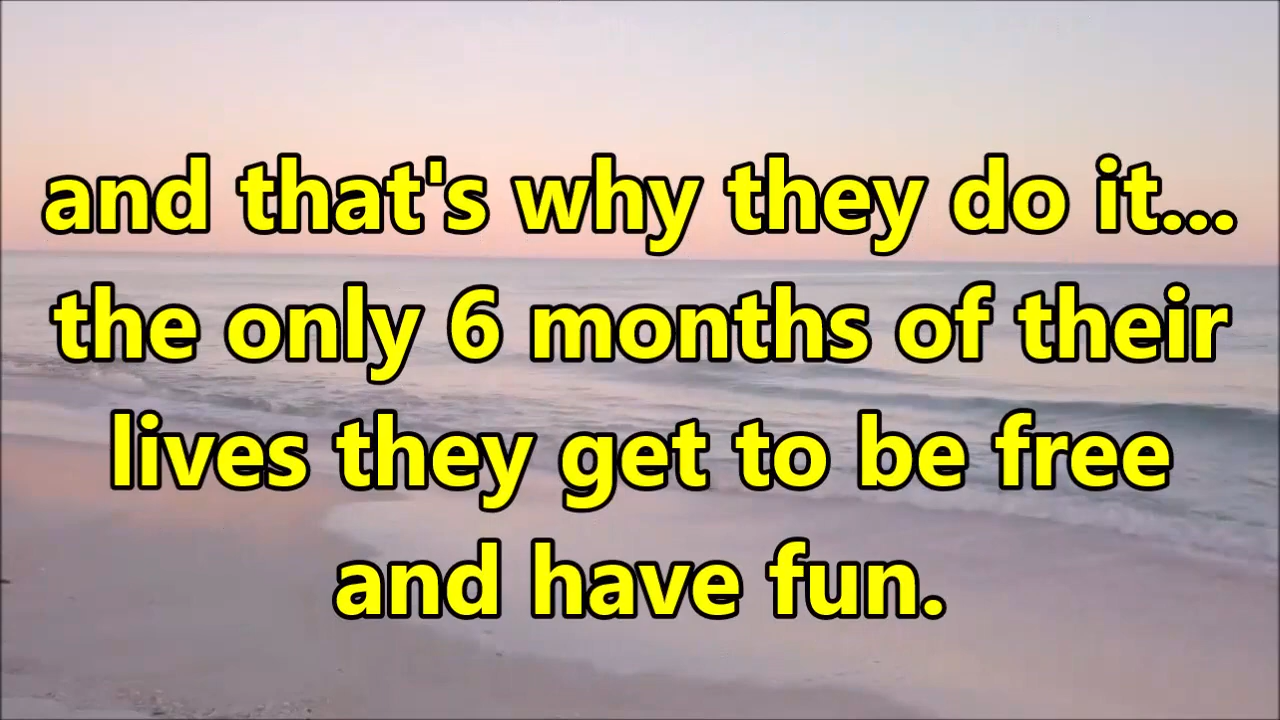 and that's why they do it...
the only 6 months of their
lives they get to be free
and have fun.